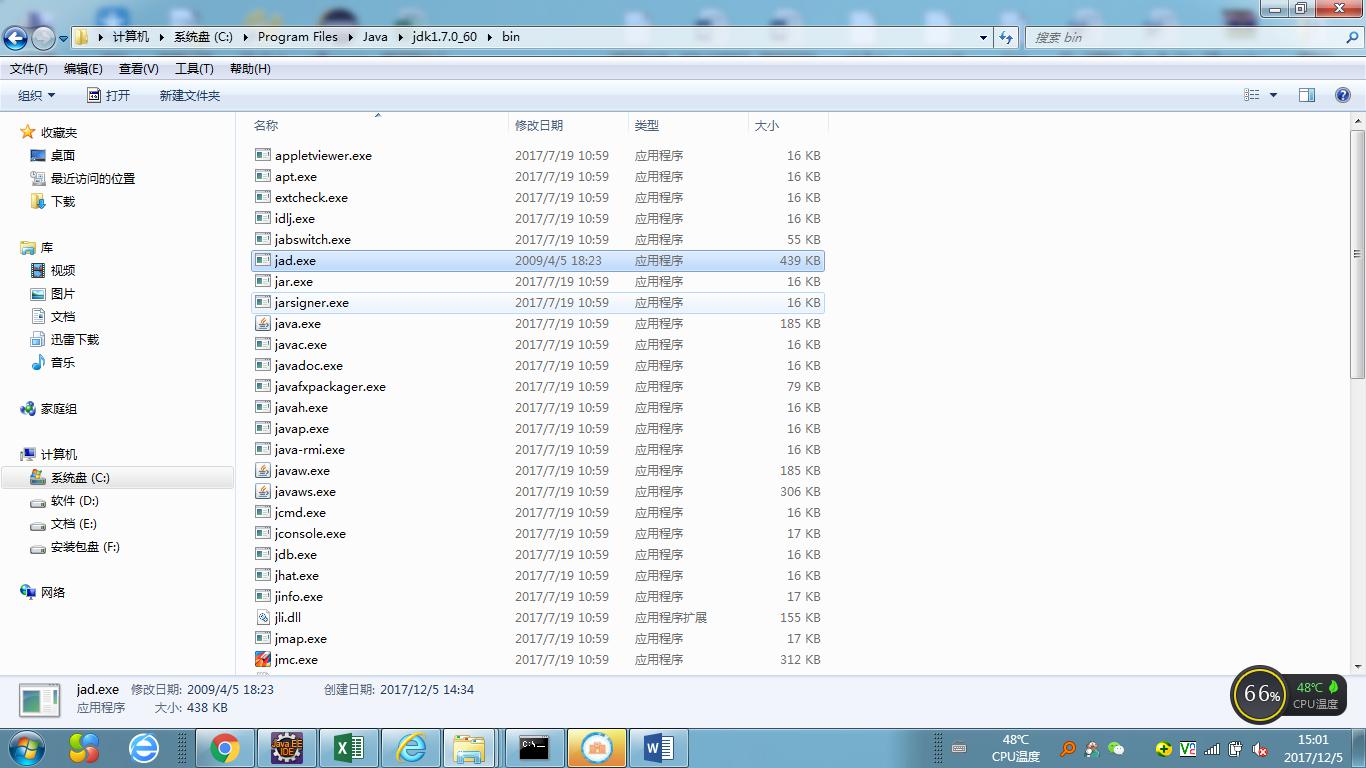 计算机 系统盘 (C:) Program Files Java jdk1.7.0_60 bin 搜索 bin
文件(F) 编辑(E) 查看(V) 工具(T) 帮助(H)
组织 打开 新建文件夹
名称 修改日期 类型 大小
收藏夹
桌面
最近访问的位置
下载
库
视频
图片
文档
迅雷下载
音乐
家庭组
计算机
系统盘 (C:)
软件 (D:)
文档 (E:)
安装包盘 (F:)
网络
appletviewer.exe 2017/7/19 10:59 应用程序 16 KB
apt.exe 2017/7/19 10:59 应用程序 16 KB
extcheck.exe 2017/7/19 10:59 应用程序 16 KB
idlj.exe 2017/7/19 10:59 应用程序 16 KB
jabswitch.exe 2017/7/19 10:59 应用程序 55 KB
jad.exe 2009/4/5 18:23 应用程序 439 KB
jar.exe 2017/7/19 10:59 应用程序 16 KB
jarsigner.exe 2017/7/19 10:59 应用程序 16 KB
java.exe 2017/7/19 10:59 应用程序 185 KB
javac.exe 2017/7/19 10:59 应用程序 16 KB
javadoc.exe 2017/7/19 10:59 应用程序 16 KB
javafxpackager.exe 2017/7/19 10:59 应用程序 79 KB
javah.exe 2017/7/19 10:59 应用程序 16 KB
javap.exe 2017/7/19 10:59 应用程序 16 KB
java-rmi.exe 2017/7/19 10:59 应用程序 16 KB
javaw.exe 2017/7/19 10:59 应用程序 185 KB
javaws.exe 2017/7/19 10:59 应用程序 306 KB
jcmd.exe 2017/7/19 10:59 应用程序 16 KB
jconsole.exe 2017/7/19 10:59 应用程序 17 KB
jdb.exe 2017/7/19 10:59 应用程序 16 KB
jhat.exe 2017/7/19 10:59 应用程序 16 KB
jinfo.exe 2017/7/19 10:59 应用程序 17 KB
jli.dll 2017/7/19 10:59 应用程序扩展 155 KB
jmap.exe 2017/7/19 10:59 应用程序 17 KB
jmc.exe 2017/7/19 10:59 应用程序 312 KB
jad.exe 修改日期: 2009/4/5 18:23 创建日期: 2017/12/5 14:34
应用程序 大小: 438 KB
66% 48℃
CPU温度
Java EE
IDE
C:\
48℃
CPU温度
15:01
2017/12/5